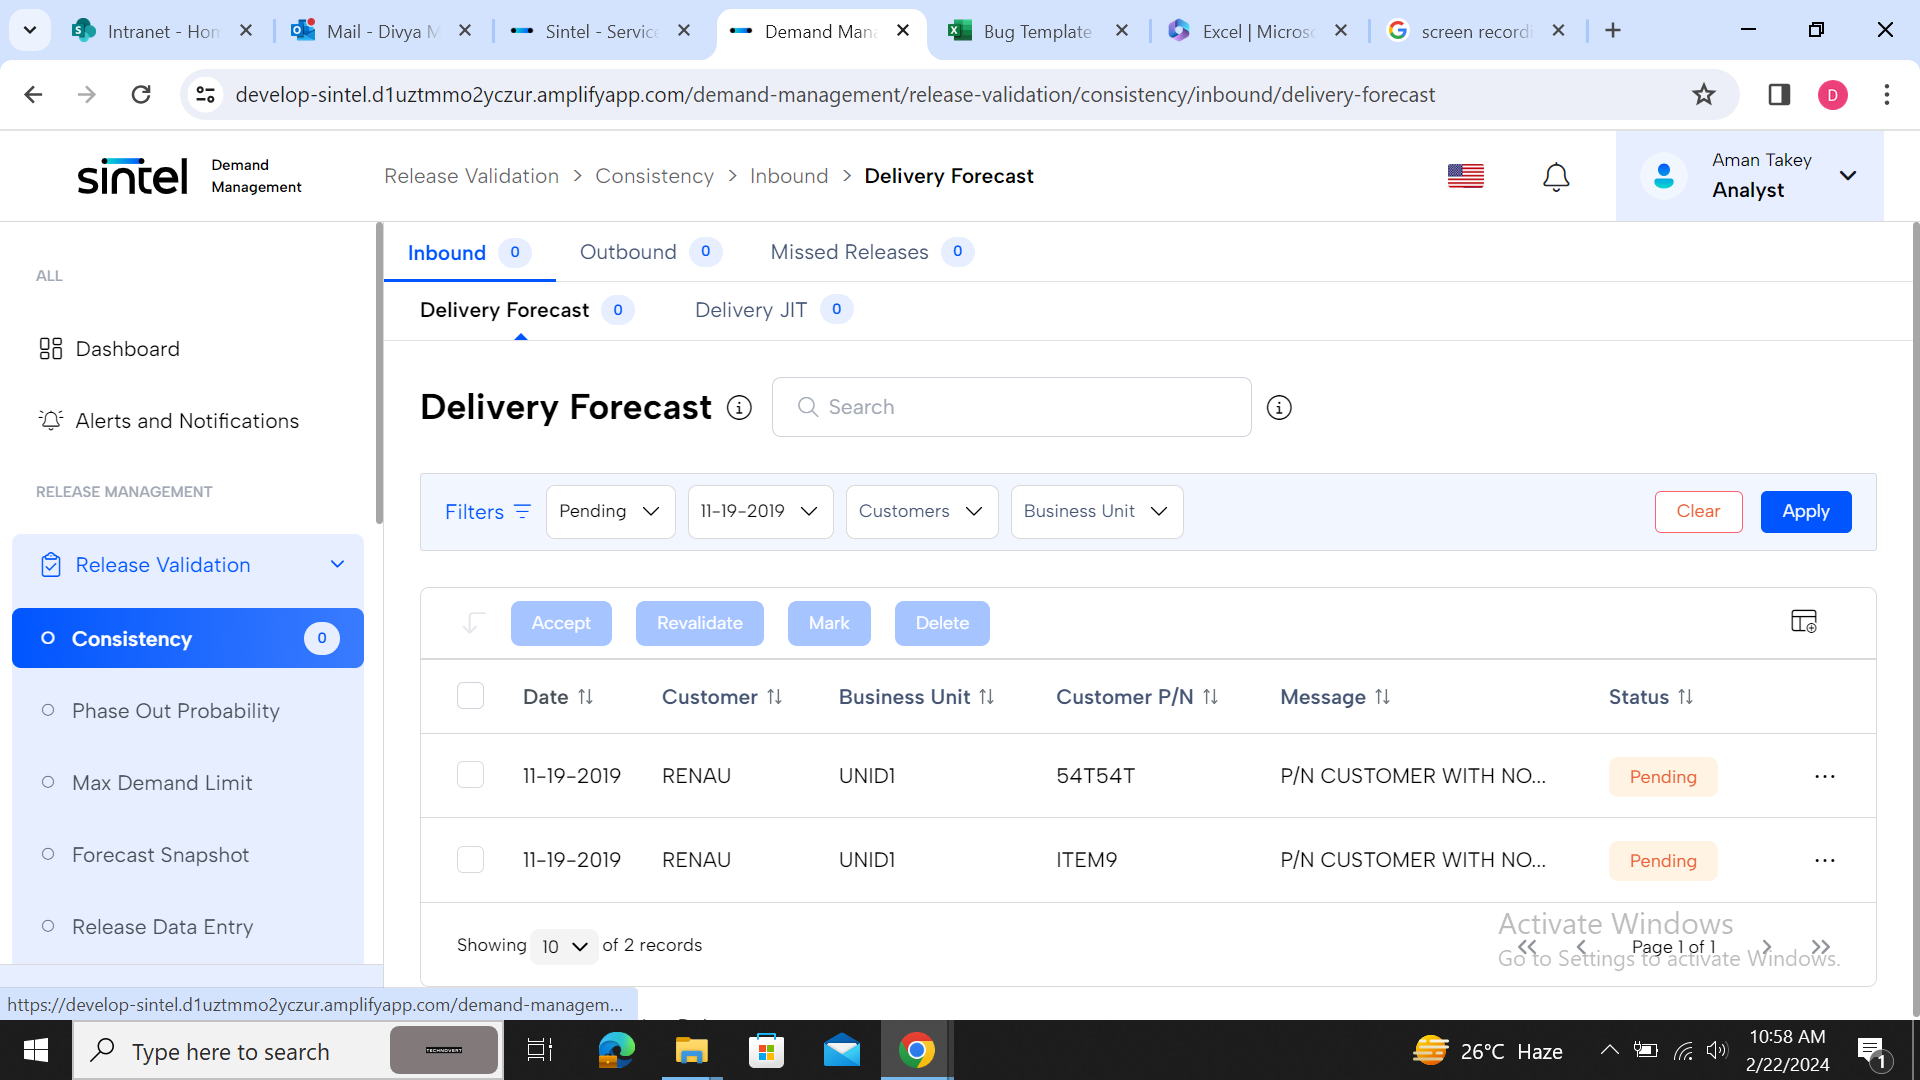 Intranet - Hom
Mail - Divya M
Sintel - Service
Demand Mana
Bug Template
Excel | Microso
screen recordi
develop-sintel.d1uztmmo2yczur.amplifyapp.com/demand-management/release-validation/consistency/inbound/delivery-forecast
D
sintel
Demand
Management
Release Validation > Consistency > Inbound > Delivery Forecast
Aman Takey
Analyst
ALL
Dashboard
Alerts and Notifications
RELEASE MANAGEMENT
Release Validation
Consistency 0
Phase Out Probability
Max Demand Limit
Forecast Snapshot
Release Data Entry
Inbound 0 Outbound 0 Missed Releases 0
Delivery Forecast 0 Delivery JIT 0
Delivery Forecast
Search
Filters Pending 11-19-2019 Customers Business Unit Clear Apply
Accept Revalidate Mark Delete
Date Customer Business Unit Customer P/N Message Status
11-19-2019 RENAU UNID1 54T54T P/N CUSTOMER WITH NO... Pending ...
11-19-2019 RENAU UNID1 ITEM9 P/N CUSTOMER WITH NO... Pending ...
Showing 10 of 2 records
Page 1 of 1
Activate Windows
Go to Settings to activate Windows.
https://develop-sintel.d1uztmmo2yczur.amplifyapp.com/demand-managem...
Type here to search
TECHNOVERT
26°C Haze
10:58 AM
2/22/2024
1